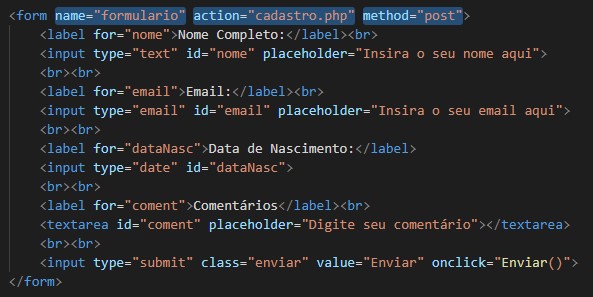 <form name="formulario" action="cadastro.php" method="post">
<label for="nome">Nome Completo:</label><br>
<input type="text" id="nome" placeholder="Insira o seu nome aqui">
<br><br>
<label for="email">Email:</label><br>
<input type="email" id="email" placeholder="Insira o seu email aqui">
<br><br>
<label for="dataNasc">Data de Nascimento:</label>
<input type="date" id="dataNasc">
<br><br>
<label for="coment">Comentários</label><br>
<textarea id="coment" placeholder="Digite seu comentário"></textarea>
<br><br>
<input type="submit" class="enviar" value="Enviar" onclick="Enviar()">
</form>